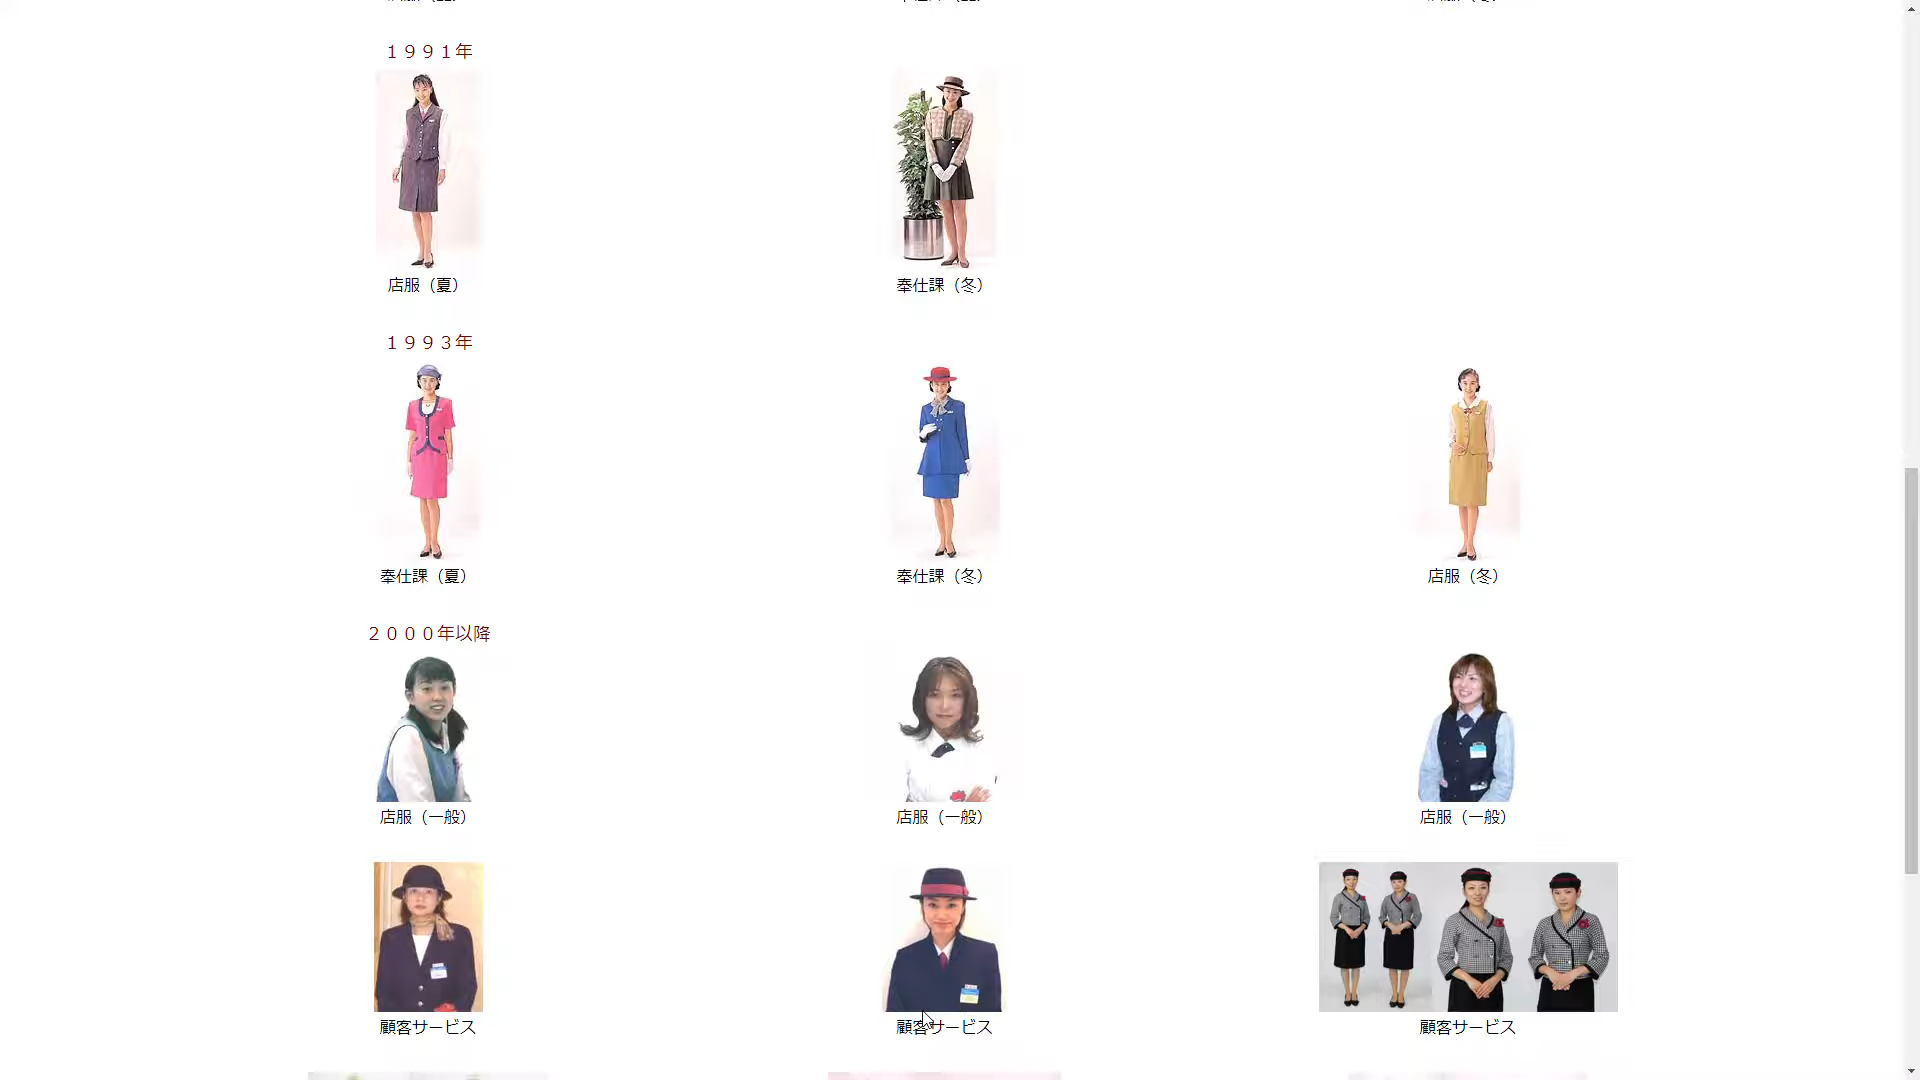 １９９１年
店服（夏）
奉仕課（冬）
１９９３年
奉仕課（夏）
奉仕課（冬）
店服（冬）
２０００年以降
店服（一般）
店服（一般）
店服（一般）
顧客サービス
顧客サービス
顧客サービス